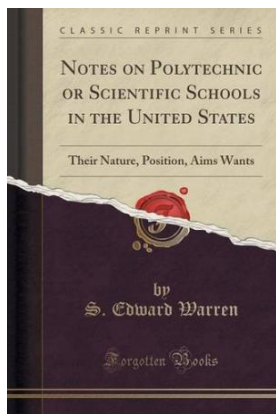 CLASSIC REPRINT SERIES
NOTES ON POLYTECHNIC
OR SCIENTIFIC SCHOOLS
IN THE UNITED STATES
Their Nature, Position, Aims Wants
by
S. Edward Warren
Forgotten Books